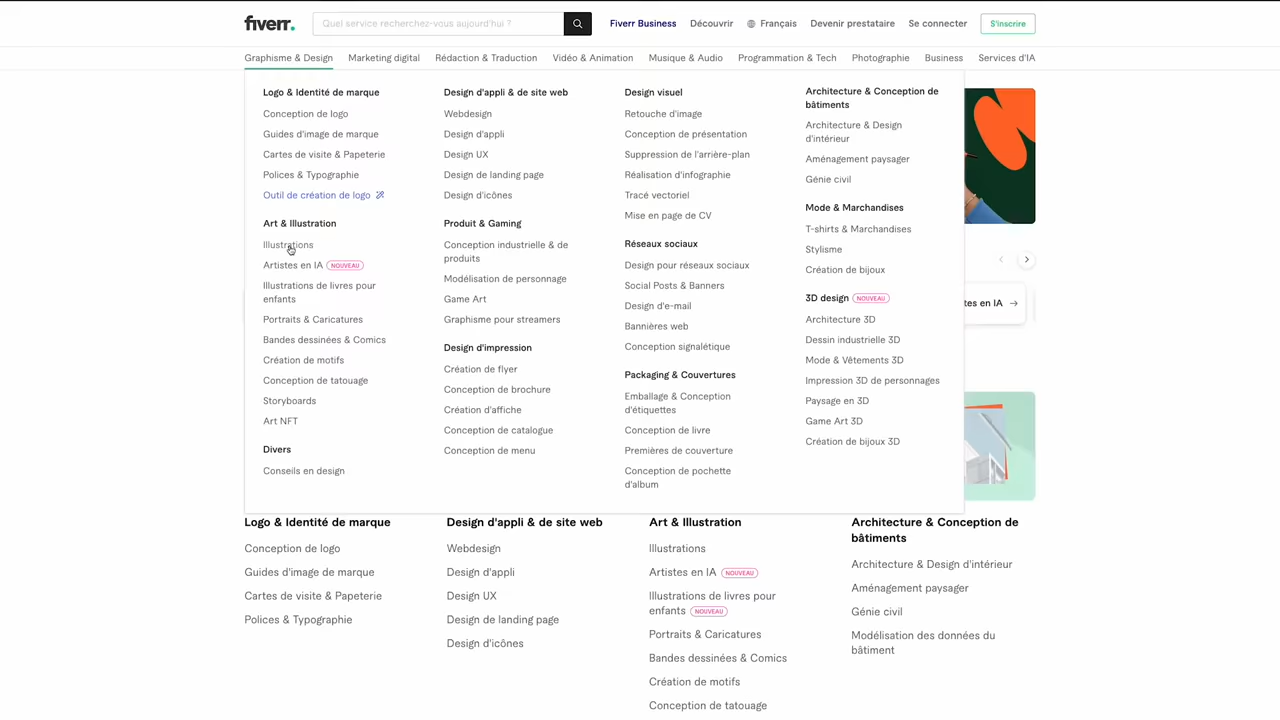 fiverr.
Quel service recherchez-vous aujourd'hui ?
Fiverr Business
Découvrir
Français
Devenir prestataire
Se connecter
S'inscrire
Graphisme & Design
Marketing digital
Rédaction & Traduction
Vidéo & Animation
Musique & Audio
Programmation & Tech
Photographie
Business
Services d'IA
Logo & Identité de marque
Conception de logo
Guides d'image de marque
Cartes de visite & Papeterie
Polices & Typographie
Outil de création de logo
Art & Illustration
Illustrations
Artistes en IA NOUVEAU
Illustrations de livres pour
enfants
Portraits & Caricatures
Bandes dessinées & Comics
Création de motifs
Conception de tatouage
Storyboards
Art NFT
Divers
Conseils en design
Design d'appli & de site web
Webdesign
Design d'appli
Design UX
Design de landing page
Design d'icônes
Produit & Gaming
Conception industrielle & de
produits
Modélisation de personnage
Game Art
Graphisme pour streamers
Design d'impression
Création de flyer
Conception de brochure
Création d'affiche
Conception de catalogue
Conception de menu
Design visuel
Retouche d'image
Conception de présentation
Suppression de l'arrière-plan
Réalisation d'infographie
Tracé vectoriel
Mise en page de CV
Réseaux sociaux
Design pour réseaux sociaux
Social Posts & Banners
Design d'e-mail
Bannières web
Conception signalétique
Packaging & Couvertures
Emballage & Conception
d'étiquettes
Conception de livre
Premières de couverture
Conception de pochette
d'album
Architecture & Conception de
bâtiments
Architecture & Design
d'intérieur
Aménagement paysager
Génie civil
Mode & Marchandises
T-shirts & Marchandises
Stylisme
Création de bijoux
3D design NOUVEAU
Architecture 3D
Dessin industrielle 3D
Mode & Vêtements 3D
Impression 3D de personnages
Paysage en 3D
Game Art 3D
Création de bijoux 3D
tes en IA
Logo & Identité de marque
Conception de logo
Guides d'image de marque
Cartes de visite & Papeterie
Polices & Typographie
Design d'appli & de site web
Webdesign
Design d'appli
Design UX
Design de landing page
Design d'icônes
Art & Illustration
Illustrations
Artistes en IA NOUVEAU
Illustrations de livres pour
enfants NOUVEAU
Portraits & Caricatures
Bandes dessinées & Comics
Création de motifs
Conception de tatouage
Architecture & Conception de
bâtiments
Architecture & Design d'intérieur
Aménagement paysager
Génie civil
Modélisation des données du
bâtiment